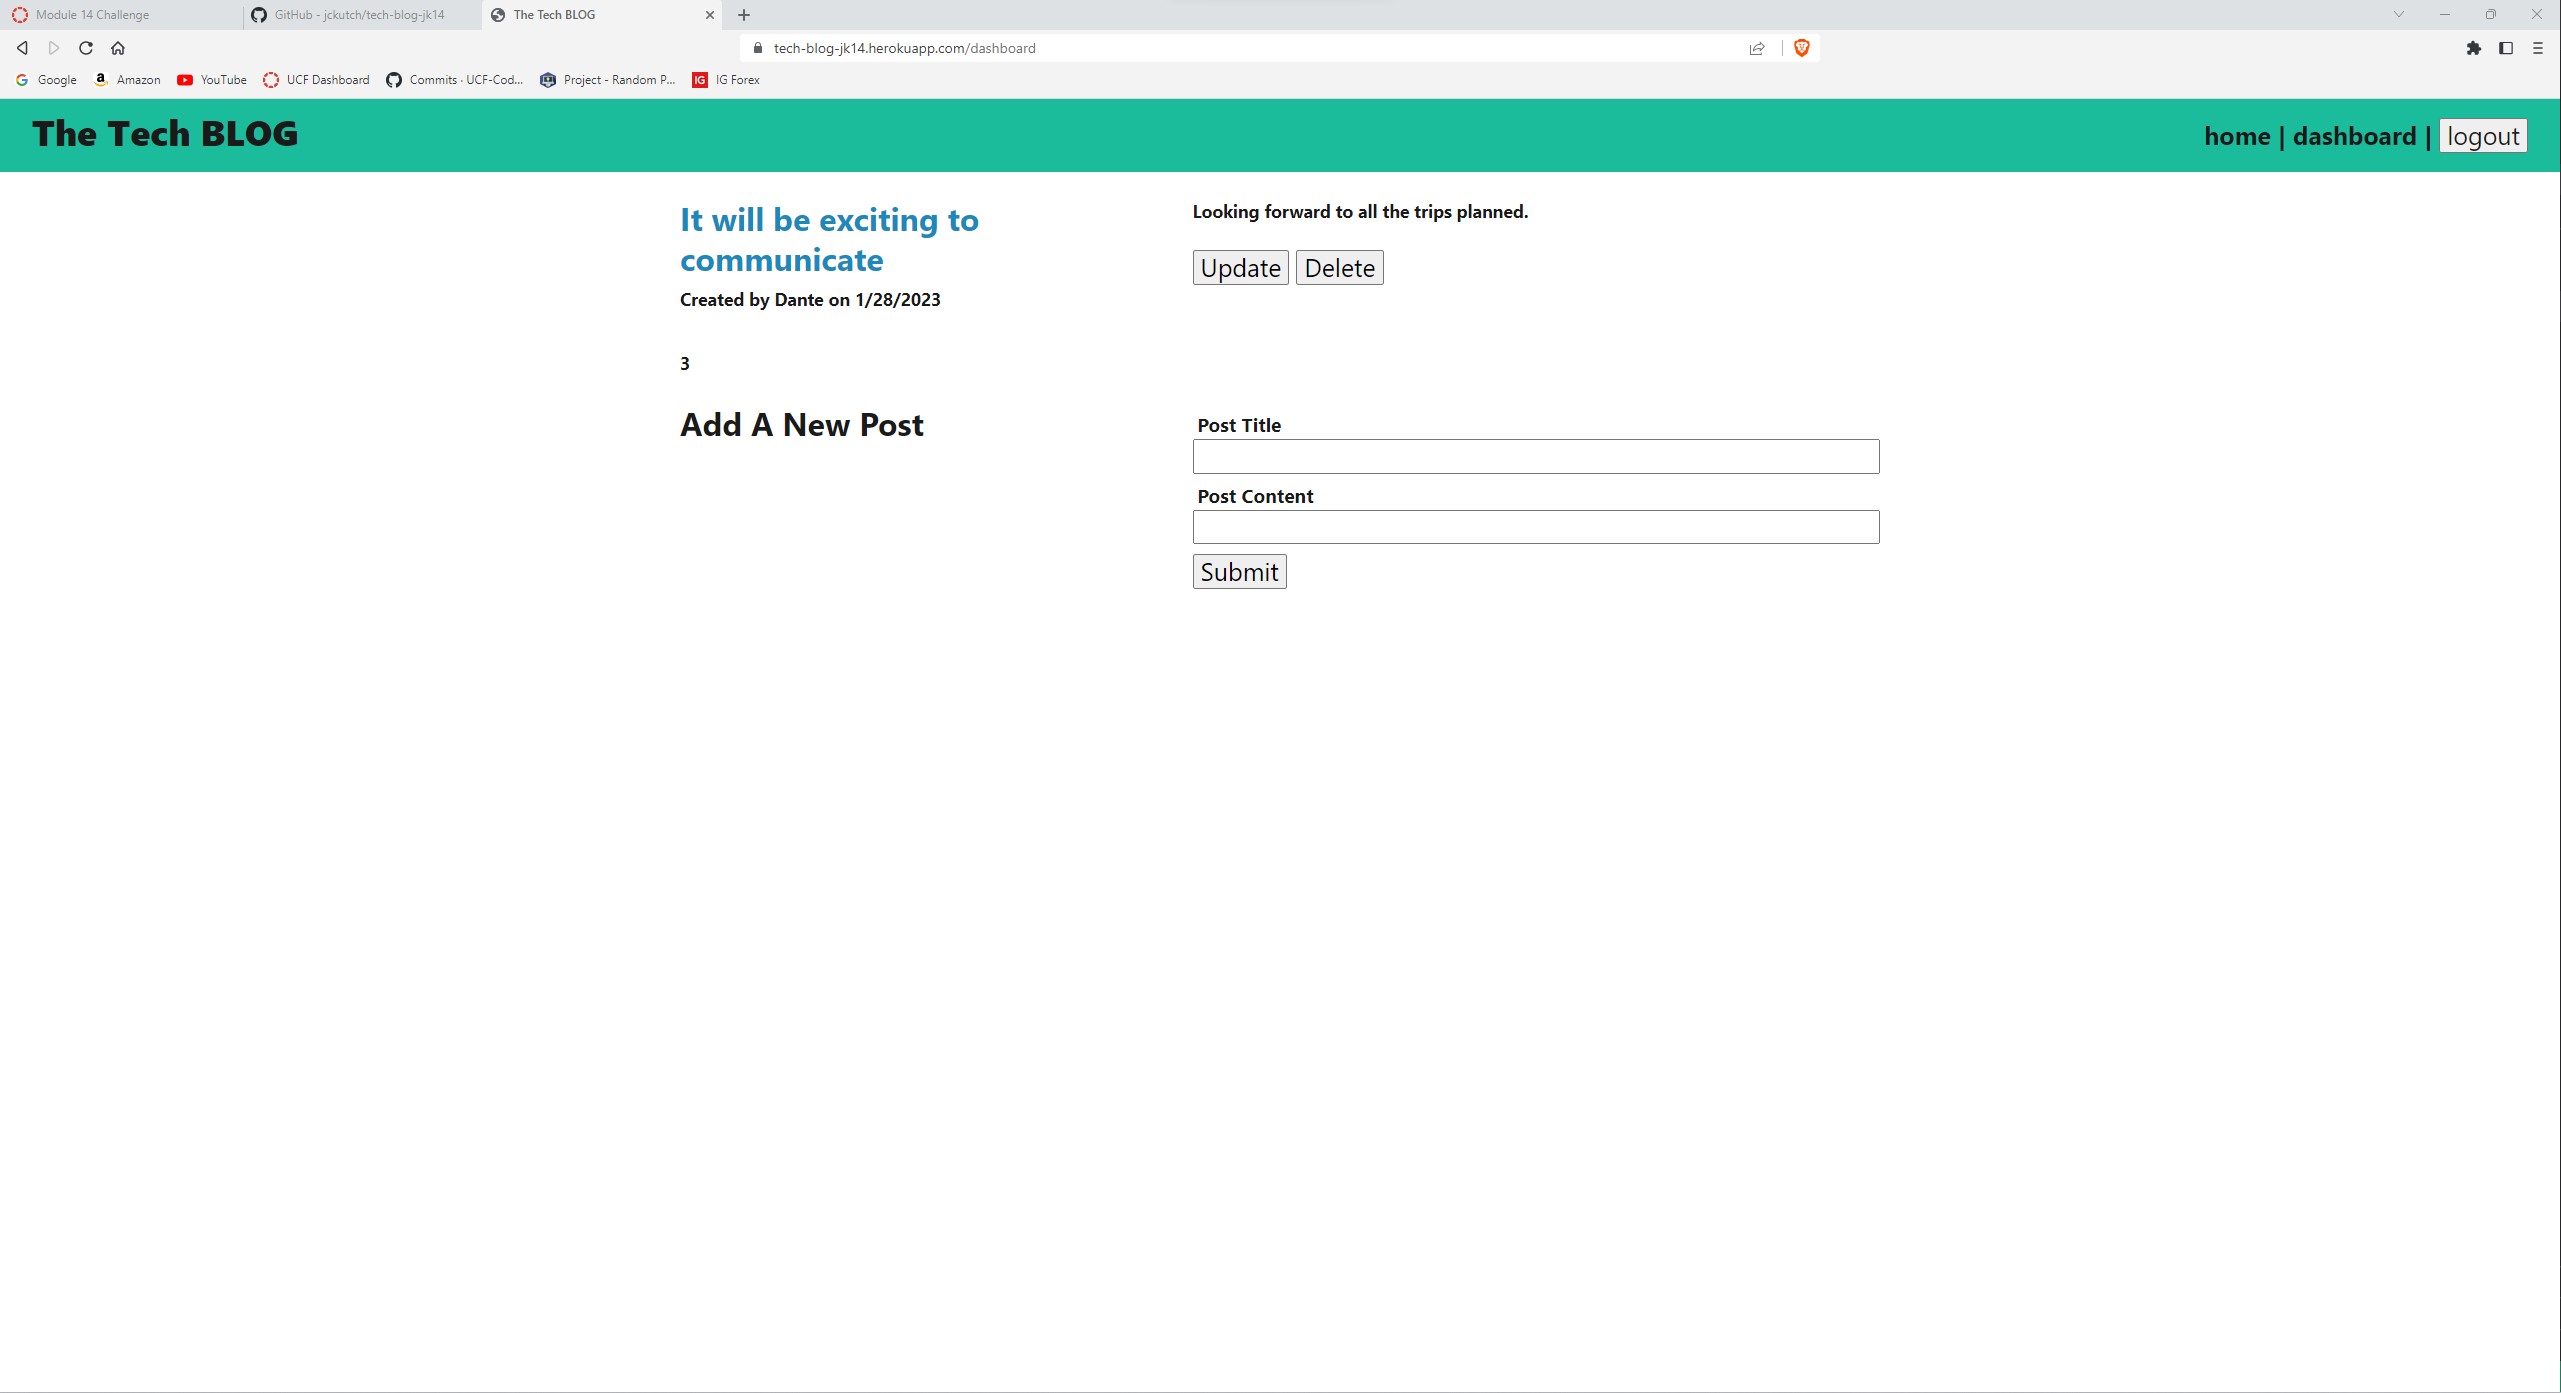 Module 14 Challenge
GitHub - jckutch/tech-blog-jk14
The Tech BLOG
tech-blog-jk14.herokuapp.com/dashboard
Google
Amazon
YouTube
UCF Dashboard
Commits · UCF-Cod...
Project - Random P...
IG
IG Forex
The Tech BLOG
home | dashboard | logout
It will be exciting to
communicate
Created by Dante on 1/28/2023
3
Looking forward to all the trips planned.
Update Delete
Add A New Post
Post Title
Post Content
Submit